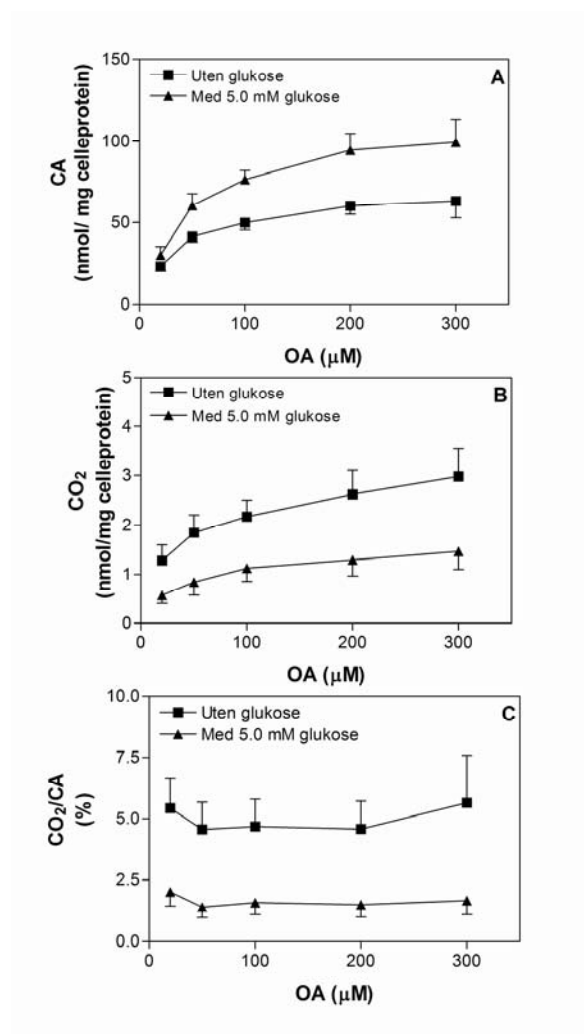 150
100
50
0
CA
(nmol/ mg celleprotein)
Uten glukose
Med 5.0 mM glukose
A
0 100 200 300
OA (μM)
5
4
3
2
1
0
CO₂
(nmol/mg celleprotein)
Uten glukose
Med 5.0 mM glukose
B
0 100 200 300
OA (μM)
10.0
7.5
5.0
2.5
0.0
CO₂/CA
(%)
Uten glukose
Med 5.0 mM glukose
C
0 100 200 300
OA (μM)